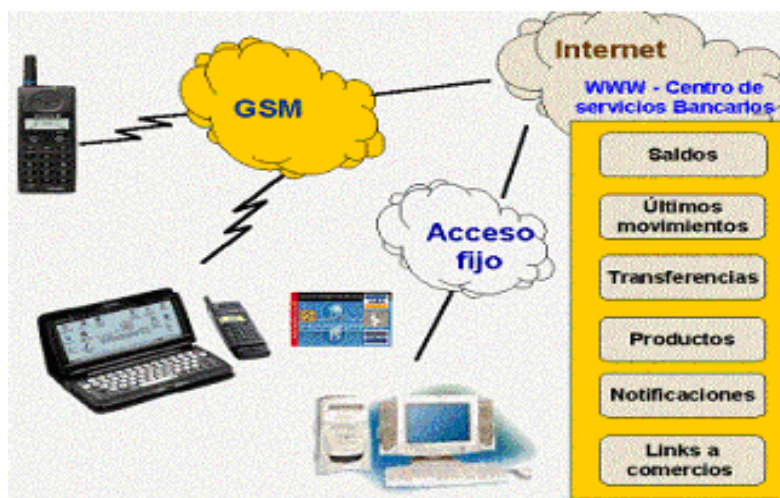 Internet
WWW - Centro de
servicios Bancarios
GSM
Saldos
Últimos
movimientos
Acceso
fijo
Transferencias
Productos
Notificaciones
Links a
comercios